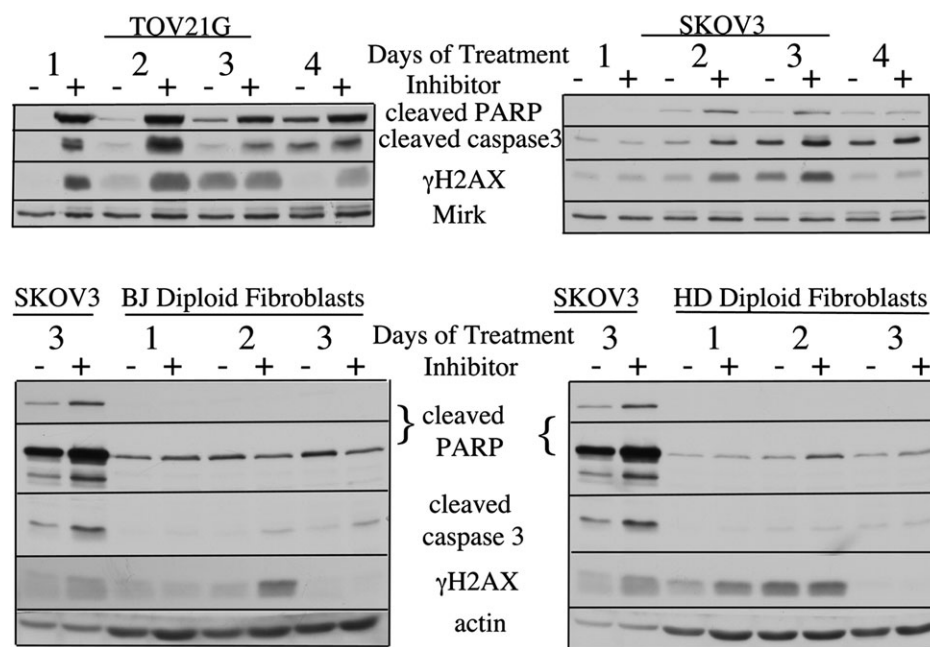 TOV21G SKOV3
1 2 3 4 Days of Treatment 1 2 3 4
- + - + - + - + Inhibitor - + - + - + - +
cleaved PARP
cleaved caspase3
γH2AX
Mirk
SKOV3 BJ Diploid Fibroblasts SKOV3 HD Diploid Fibroblasts
3 1 2 3 Days of Treatment 3 1 2 3
- + - + - + - + Inhibitor - + - + - + - +
} cleaved
PARP {
cleaved
caspase 3
γH2AX
actin